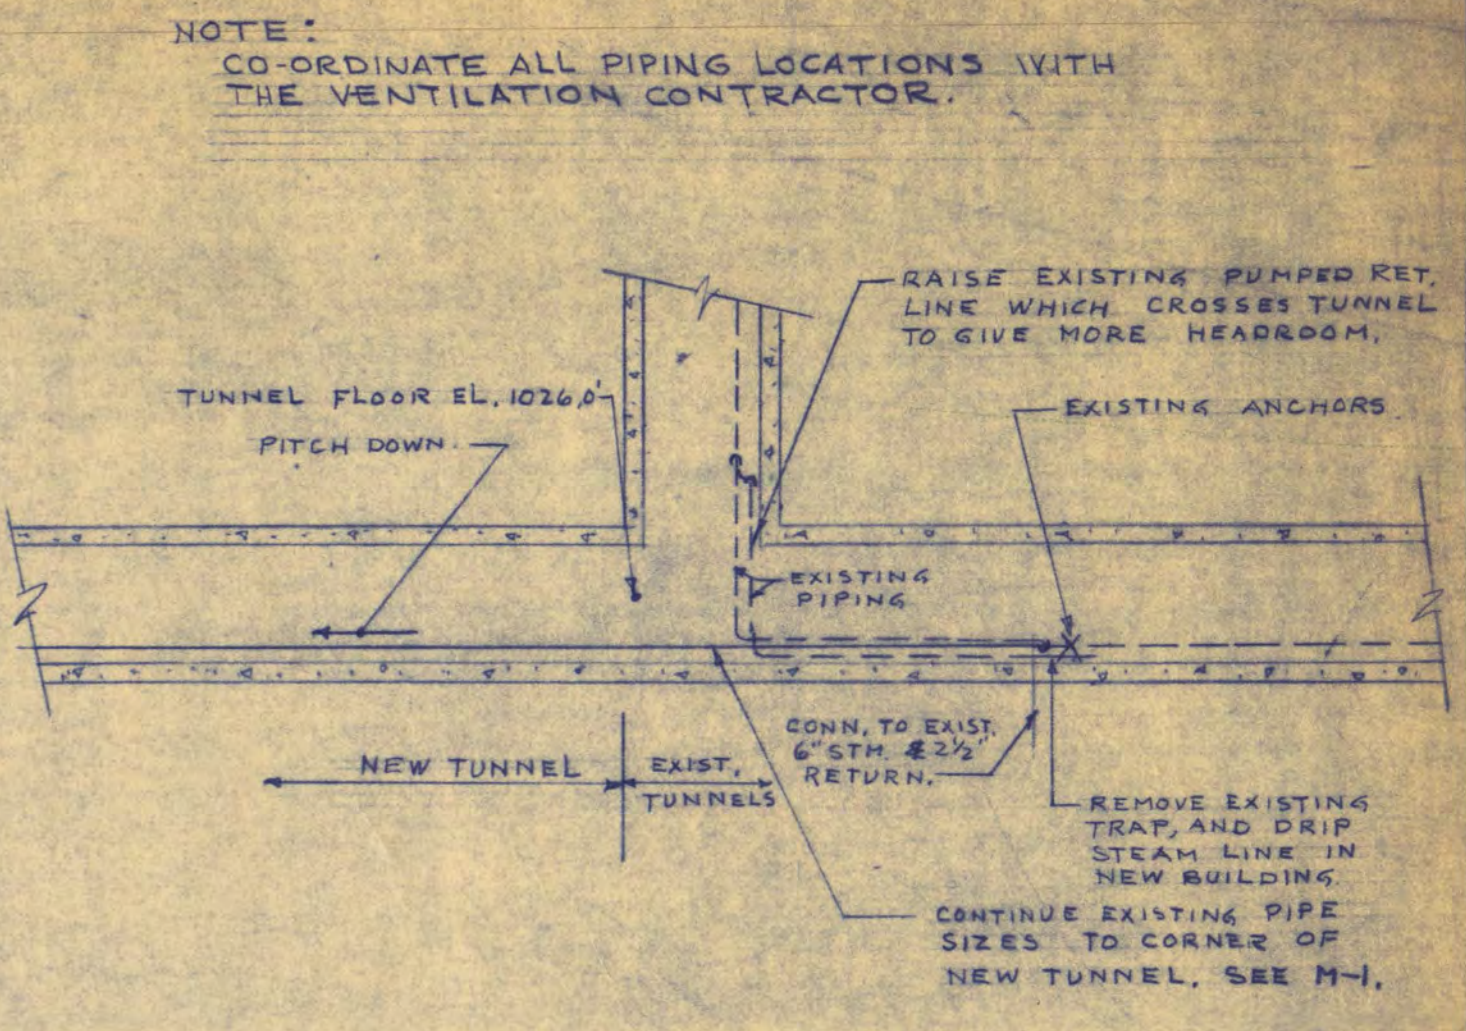 NOTE:
CO-ORDINATE ALL PIPING LOCATIONS WITH
THE VENTILATION CONTRACTOR.
RAISE EXISTING PUMPED RET.
LINE WHICH CROSSES TUNNEL
TO GIVE MORE HEADROOM.
TUNNEL FLOOR EL. 1026.0'
EXISTING ANCHORS.
PITCH DOWN.
EXISTING
PIPING
CONN. TO EXIST.
6" STM. & 2½"
RETURN.
NEW TUNNEL
EXIST.
TUNNELS
REMOVE EXISTING
TRAP, AND DRIP
STEAM LINE IN
NEW BUILDING.
CONTINUE EXISTING PIPE
SIZES TO CORNER OF
NEW TUNNEL. SEE M-1.